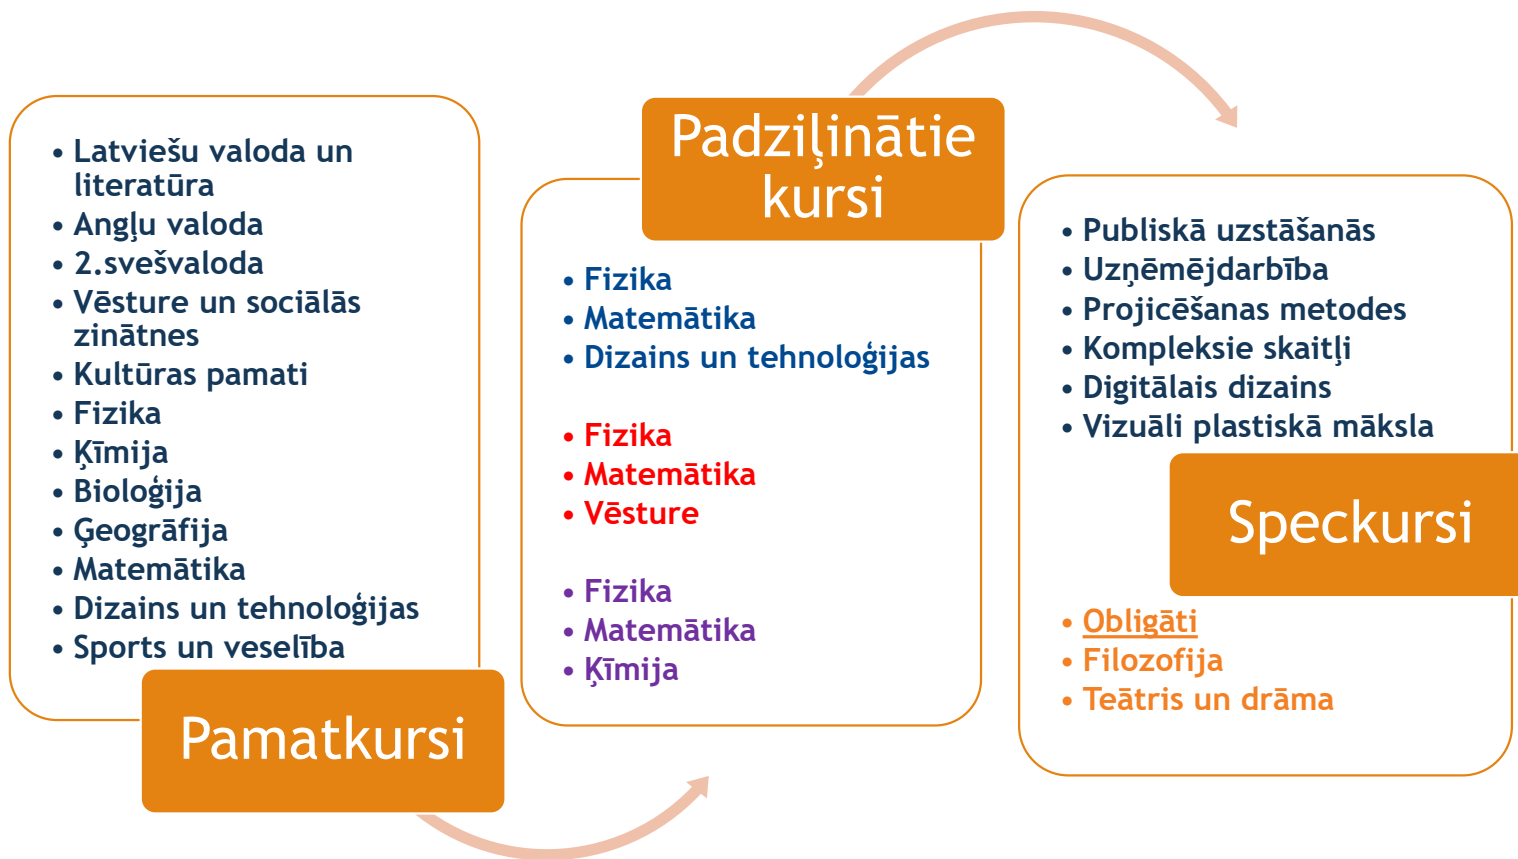 • Latviešu valoda un
literatūra
• Angļu valoda
• 2.svešvaloda
• Vēsture un sociālās
zinātnes
• Kultūras pamati
• Fizika
• Ķīmija
• Bioloģija
• Ģeogrāfija
• Matemātika
• Dizains un tehnoloģijas
• Sports un veselība
Pamatkursi
Padziļinātie
kursi
• Fizika
• Matemātika
• Dizains un tehnoloģijas
• Fizika
• Matemātika
• Vēsture
• Fizika
• Matemātika
• Ķīmija
• Publiskā uzstāšanās
• Uzņēmējdarbība
• Projicēšanas metodes
• Kompleksie skaitļi
• Digitālais dizains
• Vizuāli plastiskā māksla
Speckursi
• Obligāti
• Filozofija
• Teātris un drāma